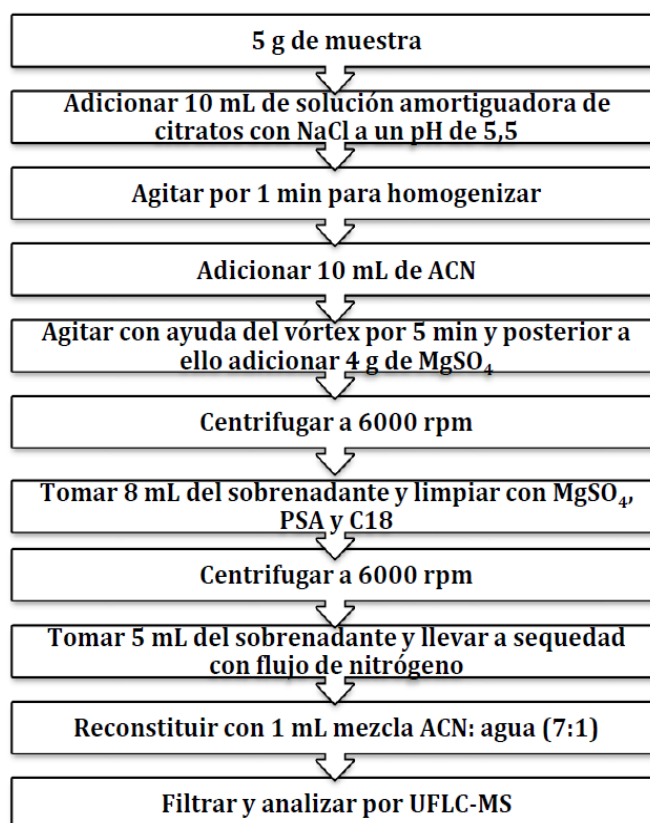 5 g de muestra
Adicionar 10 mL de solución amortiguadora de
citratos con NaCl a un pH de 5,5
Agitar por 1 min para homogenizar
Adicionar 10 mL de ACN
Agitar con ayuda del vórtex por 5 min y posterior a
ello adicionar 4 g de MgSO₄
Centrifugar a 6000 rpm
Tomar 8 mL del sobrenadante y limpiar con MgSO₄,
PSA y C18
Centrifugar a 6000 rpm
Tomar 5 mL del sobrenadante y llevar a sequedad
con flujo de nitrógeno
Reconstituir con 1 mL mezcla ACN: agua (7:1)
Filtrar y analizar por UFLC-MS